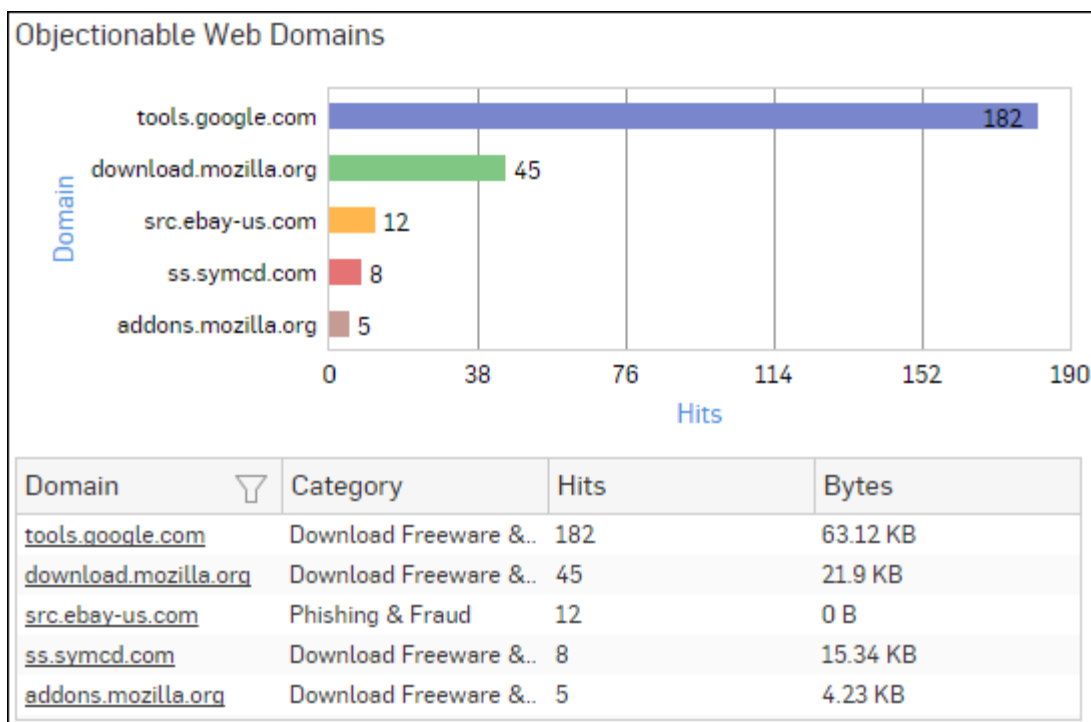 Objectionable Web Domains
Domain
tools.google.com 182
download.mozilla.org 45
src.ebay-us.com 12
ss.symcd.com 8
addons.mozilla.org 5
0 38 76 114 152 190
Hits
Domain Category Hits Bytes
tools.google.com Download Freeware &.. 182 63.12 KB
download.mozilla.org Download Freeware &.. 45 21.9 KB
src.ebay-us.com Phishing & Fraud 12 0 B
ss.symcd.com Download Freeware &.. 8 15.34 KB
addons.mozilla.org Download Freeware &.. 5 4.23 KB